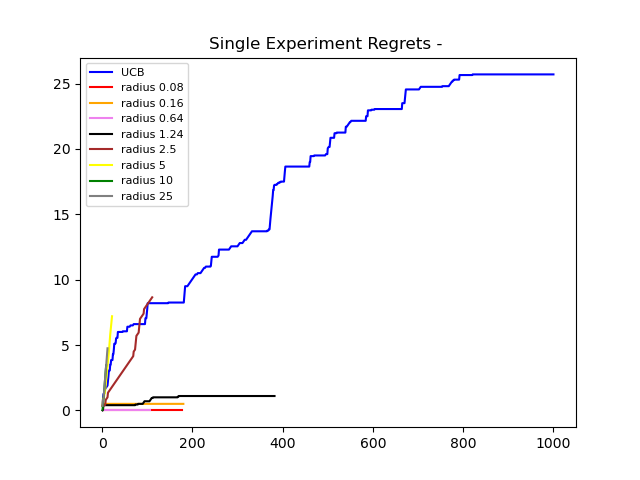 Single Experiment Regrets -
UCB
radius 0.08
radius 0.16
radius 0.64
radius 1.24
radius 2.5
radius 5
radius 10
radius 25
25
20
15
10
5
0
0 200 400 600 800 1000